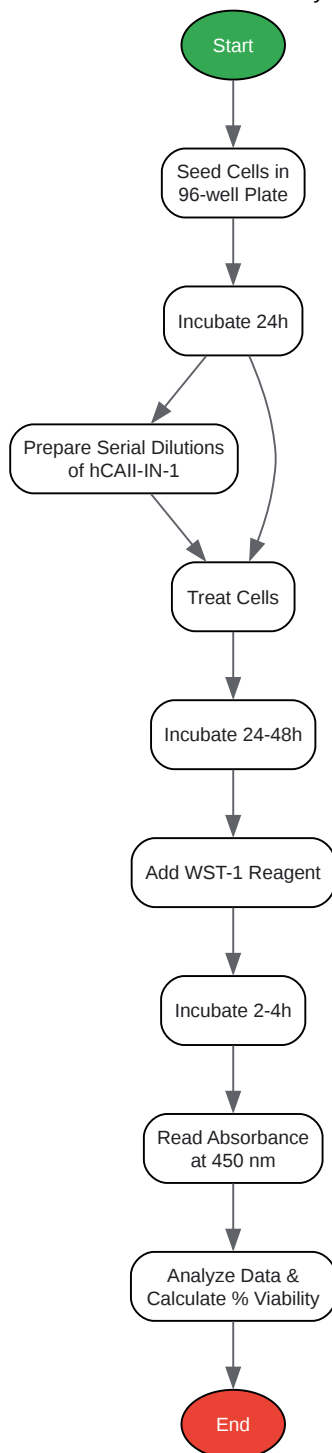 Start
Seed Cells in
96-well Plate
Incubate 24h
Prepare Serial Dilutions
of hCAII-IN-1
Treat Cells
Incubate 24-48h
Add WST-1 Reagent
Incubate 2-4h
Read Absorbance
at 450 nm
Analyze Data &
Calculate % Viability
End